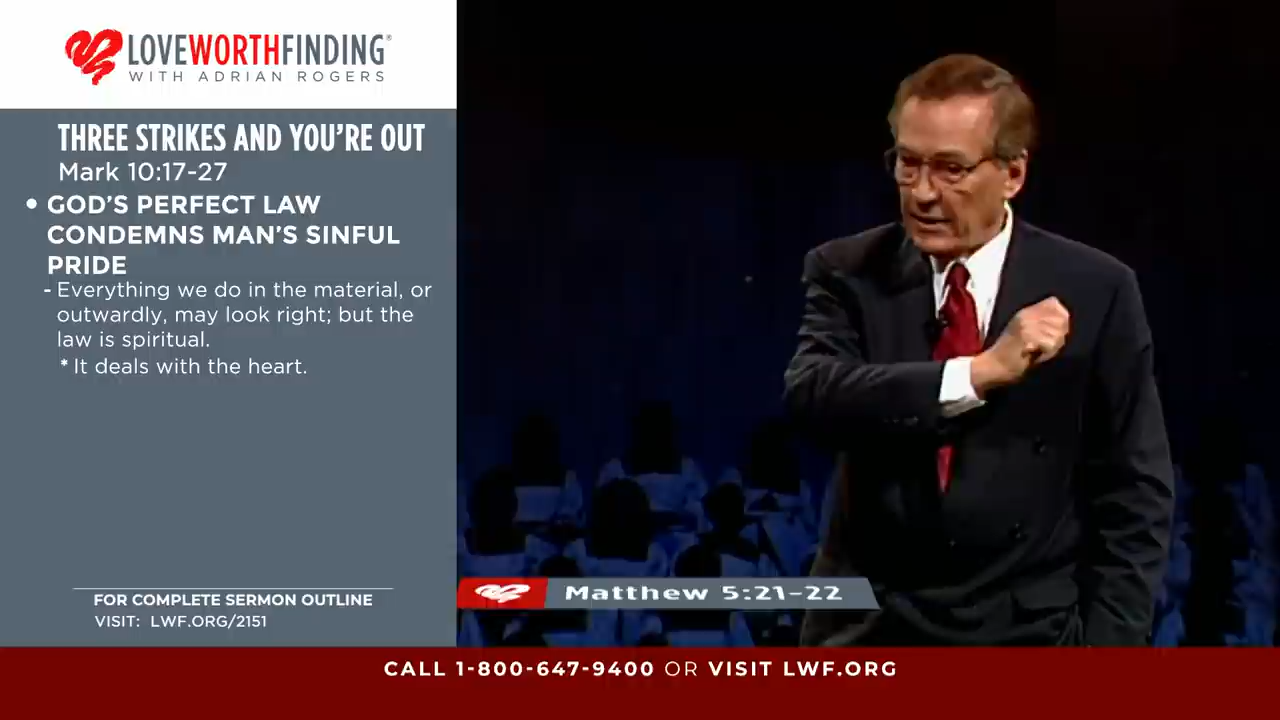 LOVEWORTHFINDING®
WITH ADRIAN ROGERS
THREE STRIKES AND YOU'RE OUT
Mark 10:17-27
• GOD'S PERFECT LAW
CONDEMNS MAN'S SINFUL
PRIDE
- Everything we do in the material, or
outwardly, may look right; but the
law is spiritual.
* It deals with the heart.
FOR COMPLETE SERMON OUTLINE
VISIT: LWF.ORG/2151
Matthew 5:21-22
CALL 1-800-647-9400 OR VISIT LWF.ORG